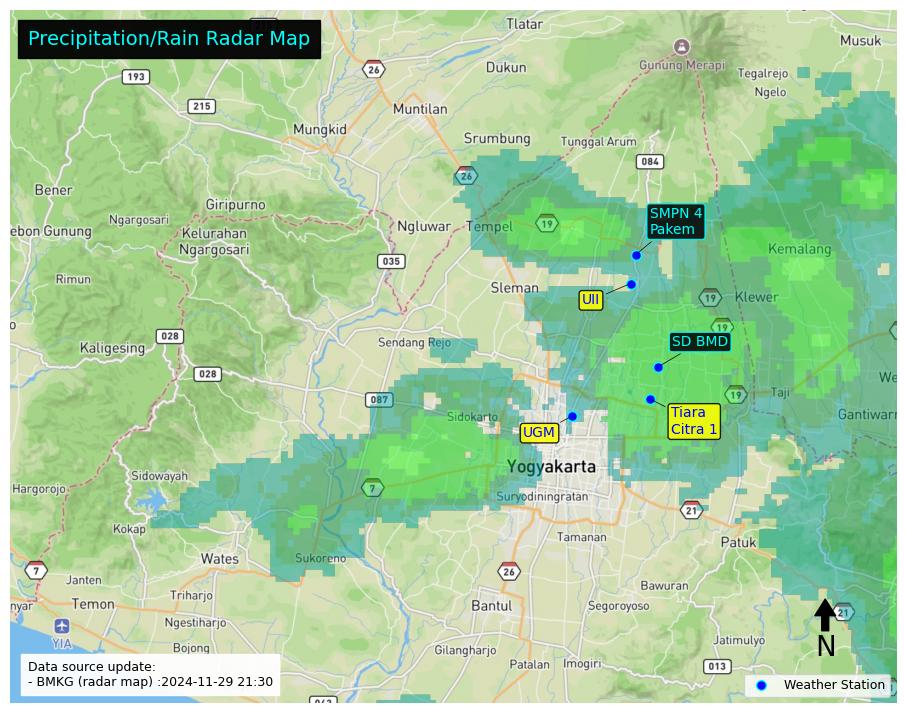 Precipitation/Rain Radar Map
Tlatar
Musuk
Gunung Merapi
Tegalrejo
Ngelo
26
Dukun
193
215
Muntilan
Mungkid
Srumbung
Tunggal Arum
084
26
Bener
Giripurno
Ngargosari
ebon Gunung
Kelurahan
Ngargosari
Ngluwar
Tempel
19
SMPN 4
Pakem
Kemalang
035
Rimun
Sleman
UII
19
Klewer
19
028
Kaligesing
Sendang Rejo
SD BMD
028
We
087
Sidokarto
19
Taji
Tiara
Citra 1
Gantiwarn
UGM
Yogyakarta
Sidowayah
Hargorojo
7
Suryodiningratan
21
Kokap
Tamanan
Patuk
Wates
Sukoreno
7
26
Janten
Bawuran
Triharjo
nyar
Temon
Bantul
Segoroyoso
21
Ngestiharjo
YIA
Jatimulyo
N
Bojong
Gilangharjo
Patalan
Imogiri
013
Data source update:
- BMKG (radar map) :2024-11-29 21:30
Weather Station